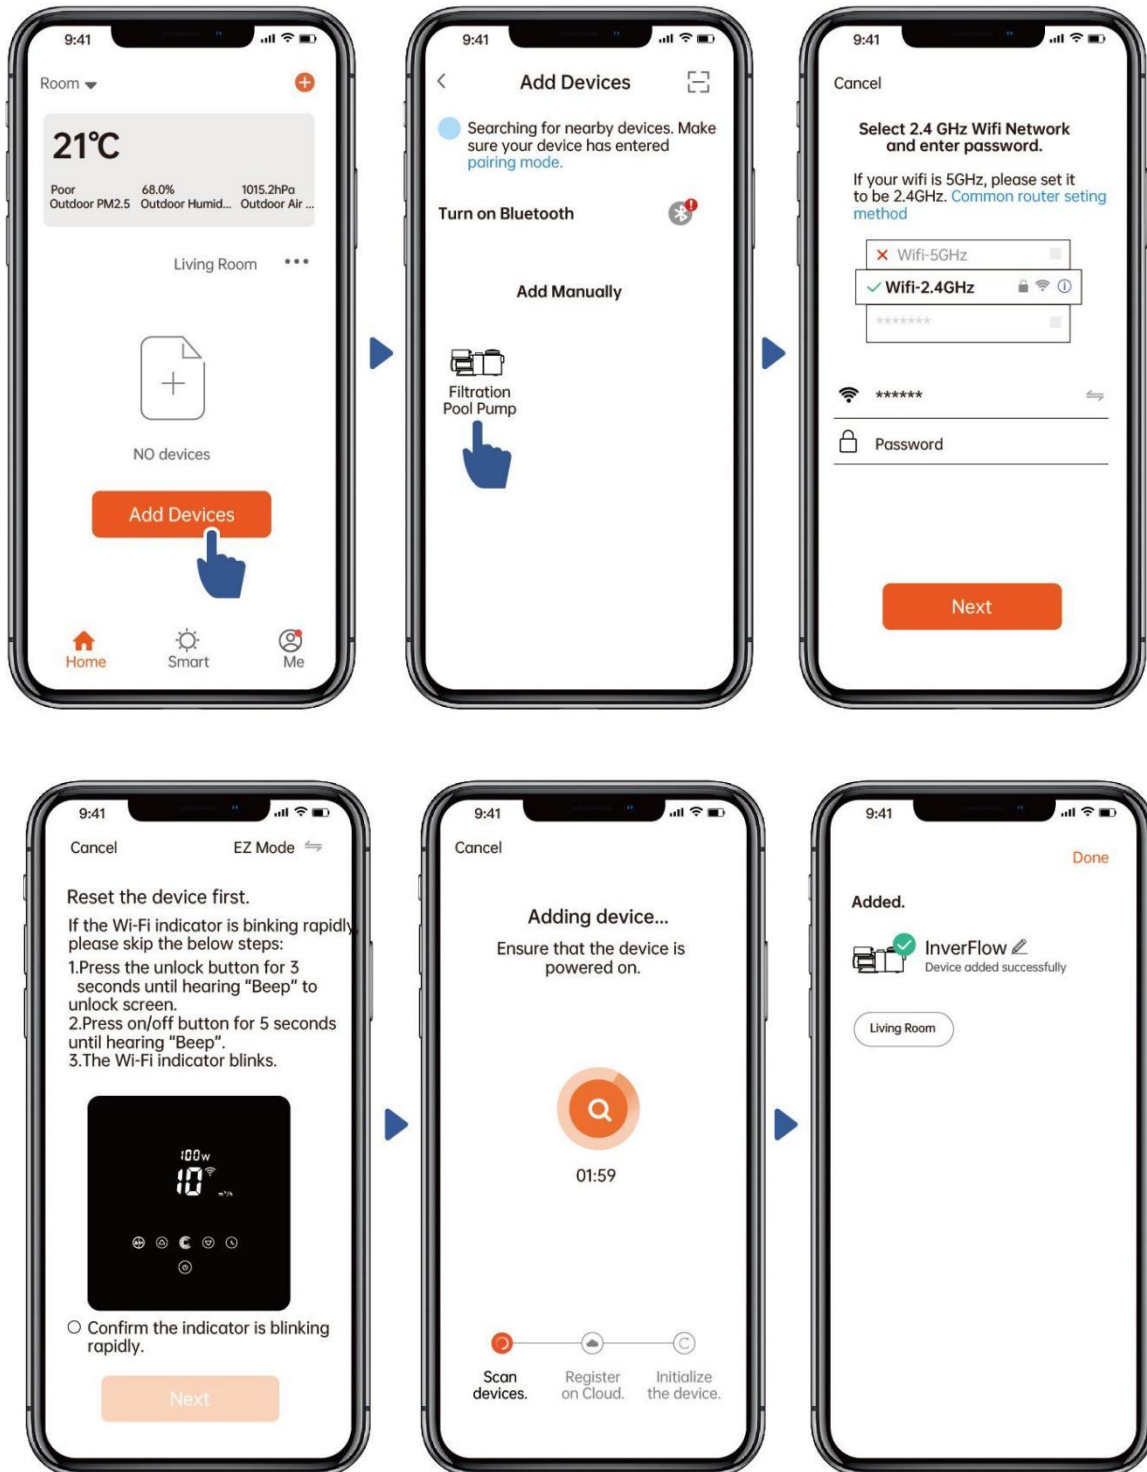 9:41
Room
21℃
Poor 68.0% 1015.2hPa
Outdoor PM2.5 Outdoor Humid... Outdoor Air ...
Living Room
NO devices
Add Devices
Home Smart Me
9:41
Add Devices
Searching for nearby devices. Make
sure your device has entered
pairing mode.
Turn on Bluetooth
Add Manually
Filtration
Pool Pump
9:41
Cancel
Select 2.4 GHz Wifi Network
and enter password.
If your wifi is 5GHz, please set it
to be 2.4GHz. Common router seting
method
Wifi-5GHz
Wifi-2.4GHz
*******
******
Password
Next
9:41
Cancel EZ Mode
Reset the device first.
If the Wi-Fi indicator is binking rapidly,
please skip the below steps:
1.Press the unlock button for 3
seconds until hearing "Beep" to
unlock screen.
2.Press on/off button for 5 seconds
until hearing "Beep".
3.The Wi-Fi indicator blinks.
100w
10
m³/h
Confirm the indicator is blinking
rapidly.
Next
9:41
Cancel
Adding device...
Ensure that the device is
powered on.
01:59
Scan Register Initialize
devices. on Cloud. the device.
9:41
Done
Added.
InverFlow
Device added successfully
Living Room